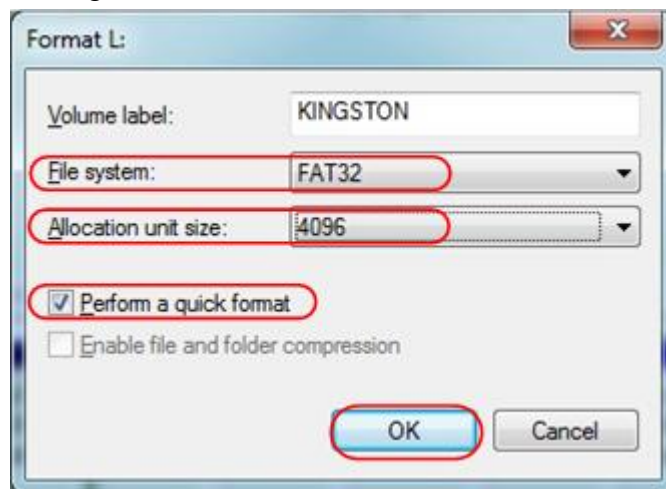 Format L:
Volume label: KINGSTON
File system: FAT32
Allocation unit size: 4096
Perform a quick format
Enable file and folder compression
OK Cancel